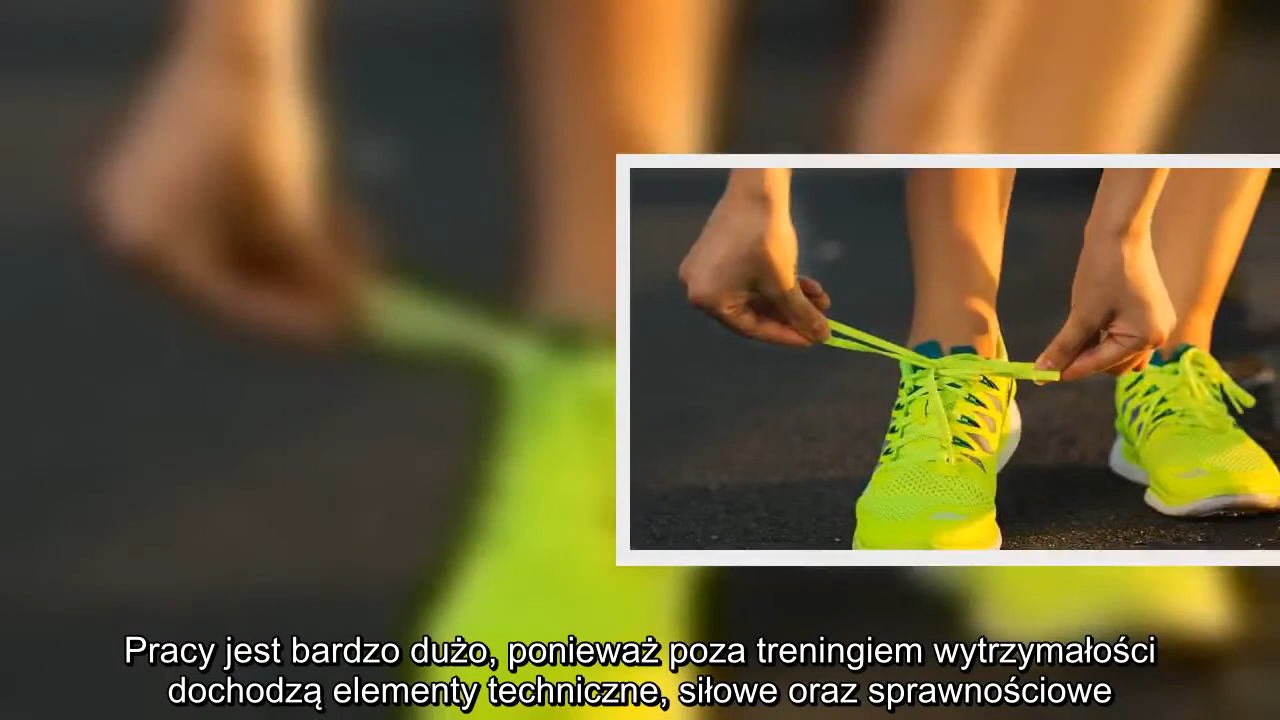 Pracy jest bardzo dużo, ponieważ poza treningiem wytrzymałości
dochodzą elementy techniczne, siłowe oraz sprawnościowe